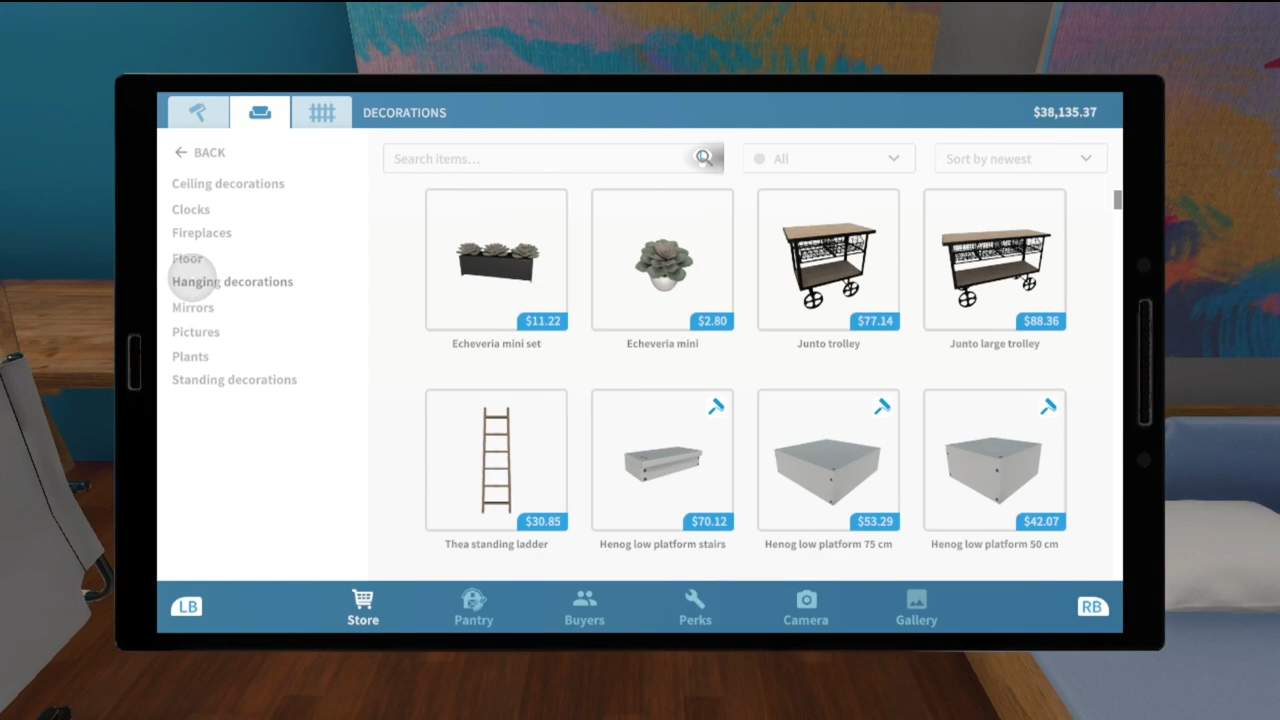 DECORATIONS
$38,135.37
BACK
Search items...
All
Sort by newest
Ceiling decorations
Clocks
Fireplaces
Floor
Hanging decorations
Mirrors
Pictures
Plants
Standing decorations
$11.22
$2.80
$77.14
$88.36
Echeveria mini set
Echeveria mini
Junto trolley
Junto large trolley
$30.85
$70.12
$53.29
$42.07
Thea standing ladder
Henog low platform stairs
Henog low platform 75 cm
Henog low platform 50 cm
LB
Store
Pantry
Buyers
Perks
Camera
Gallery
RB